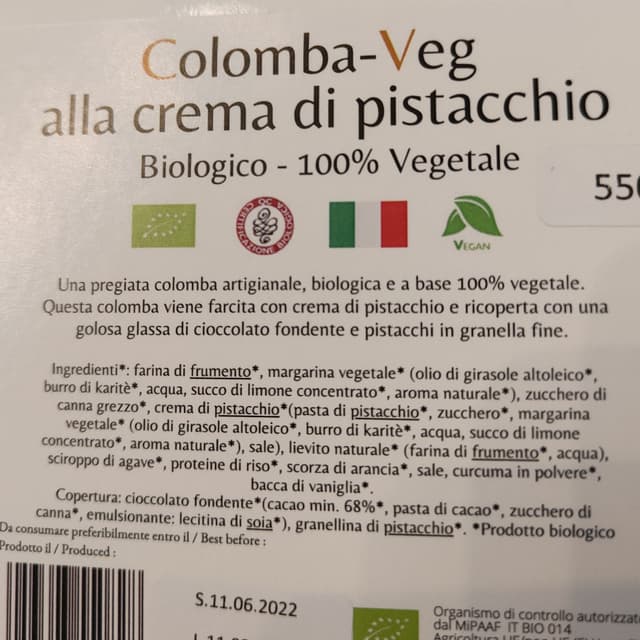 Colomba-Veg
alla crema di pistacchio
Biologico - 100% Vegetale
550
VEGAN
Una pregiata colomba artigianale, biologica e a base 100% vegetale.
Questa colomba viene farcita con crema di pistacchio e ricoperta con una
golosa glassa di cioccolato fondente e pistacchi in granella fine.
Ingredienti*: farina di frumento*, margarina vegetale* (olio di girasole altoleico*,
burro di karitè*, acqua, succo di limone concentrato*, aroma naturale*), zucchero di
canna grezzo*, crema di pistacchio*(pasta di pistacchio*, zucchero*, margarina
vegetale* (olio di girasole altoleico*, burro di karitè*, acqua, succo di limone
concentrato*, aroma naturale*), sale), lievito naturale* (farina di frumento*, acqua),
sciroppo di agave*, proteine di riso*, scorza di arancia*, sale, curcuma in polvere*,
bacca di vaniglia*.
Copertura: cioccolato fondente*(cacao min. 68%*, pasta di cacao*, zucchero di
canna*, emulsionante: lecitina di soia*), granellina di pistacchio*. *Prodotto biologico
Da consumare preferibilmente entro il / Best before :
Prodotto il / Produced :
S.11.06.2022
Organismo di controllo autorizzato
dal MiPAAF IT BIO 014